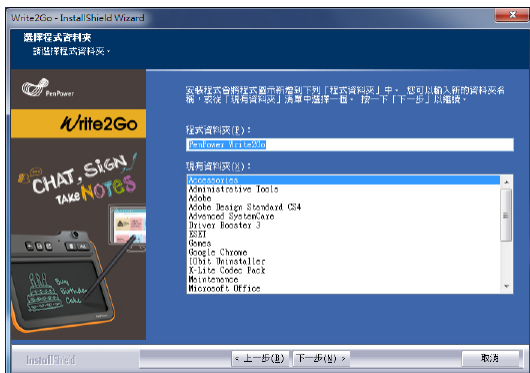 Write2Go - InstallShield Wizard
選擇程式資料夾
請選擇程式資料夾。
PenPower
Write2Go
CHAT, SIGN
TAKE NOTES
Big
Birthday
Cake
安裝程式會將程式圖示新增到下列「程式資料夾」中。 您可以輸入新的資料夾名
稱，或從「現有資料夾」清單中選擇一個。 按一下「下一步」以繼續。
程式資料夾(P)：
PenPower Write2Go
現有資料夾(X)：
Accessories
Administrative Tools
Adobe
Adobe Design Standard CS4
Advanced SystemCare
Driver Booster 3
ESET
Games
Google Chrome
IObit Uninstaller
K-Lite Codec Pack
Maintenance
Microsoft Office
InstallShield
< 上一步(B)
下一步(N) >
取消